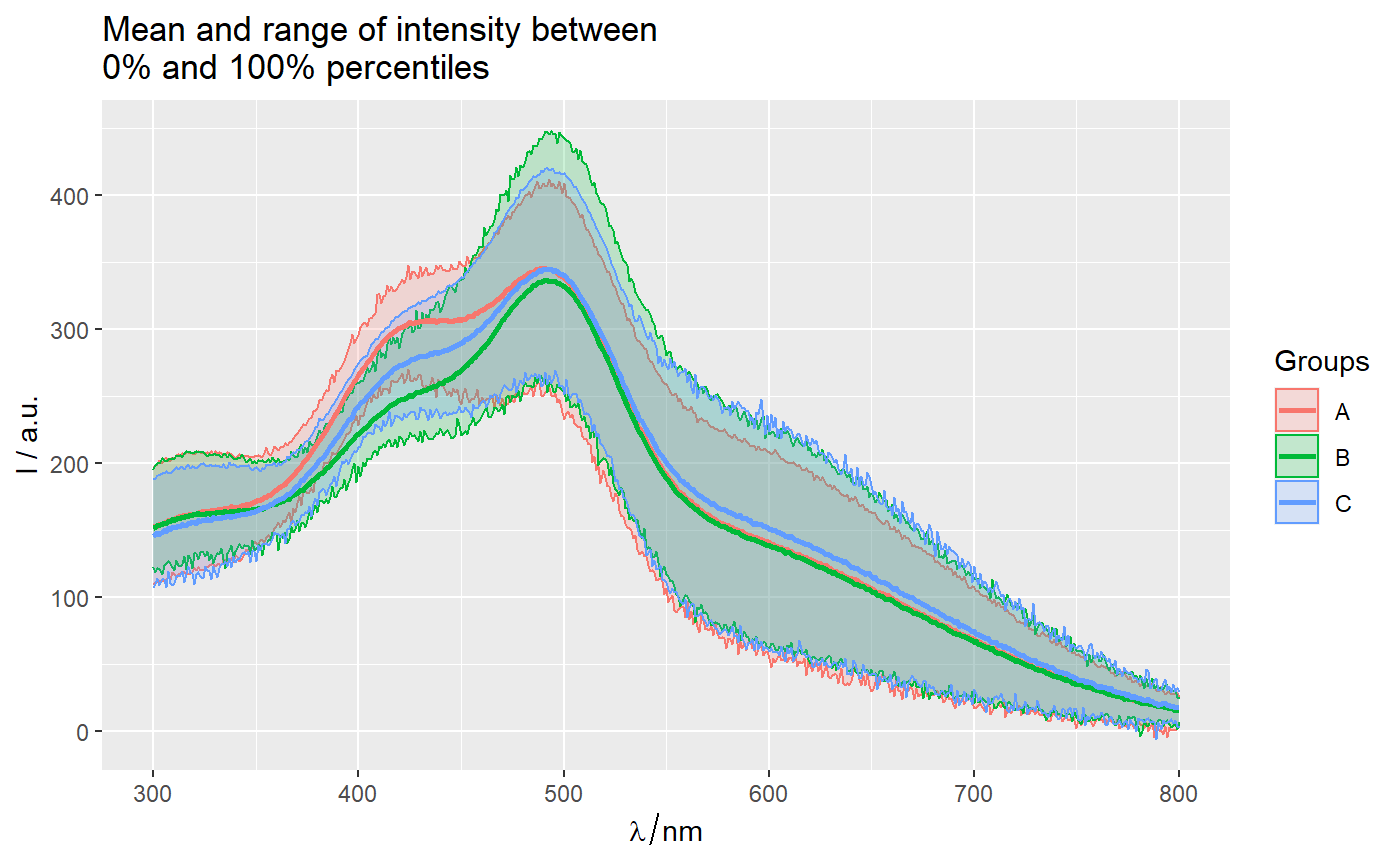 Mean and range of intensity between
0% and 100% percentiles
400
300
200
100
0
I / a.u.
300 400 500 600 700 800
λ/nm
Groups
A
B
C